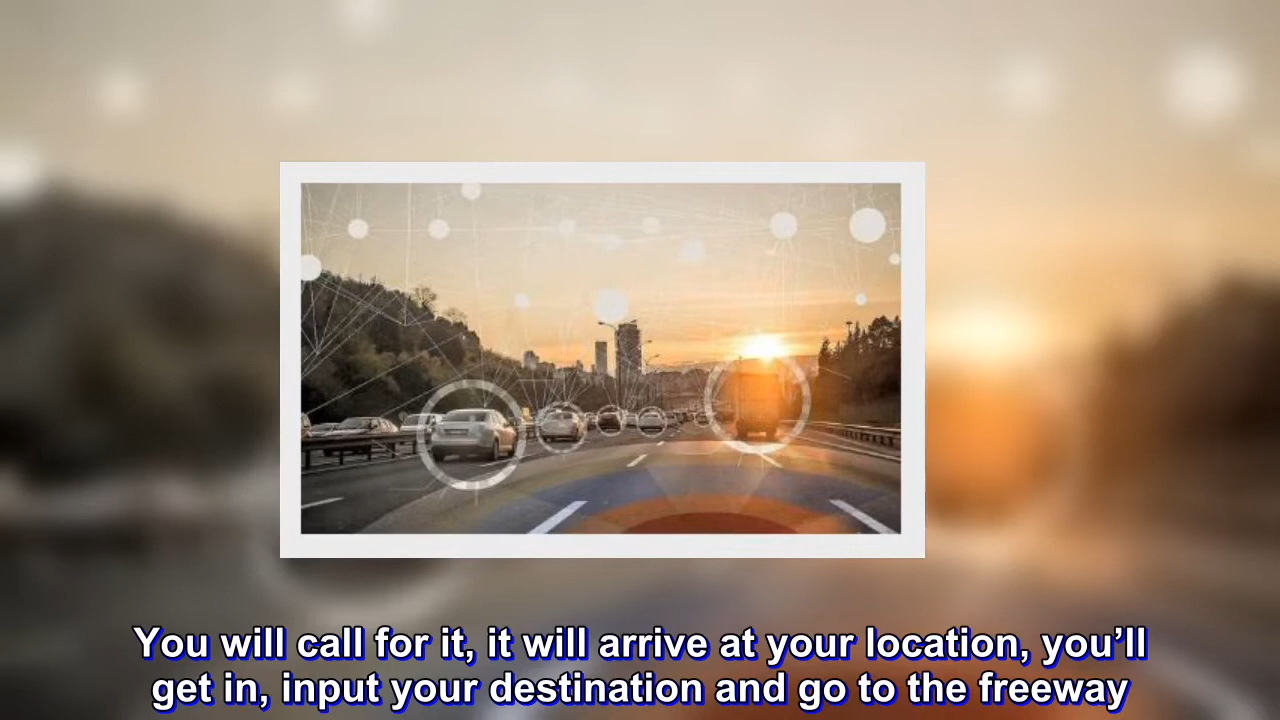 You will call for it, it will arrive at your location, you’ll
get in, input your destination and go to the freeway